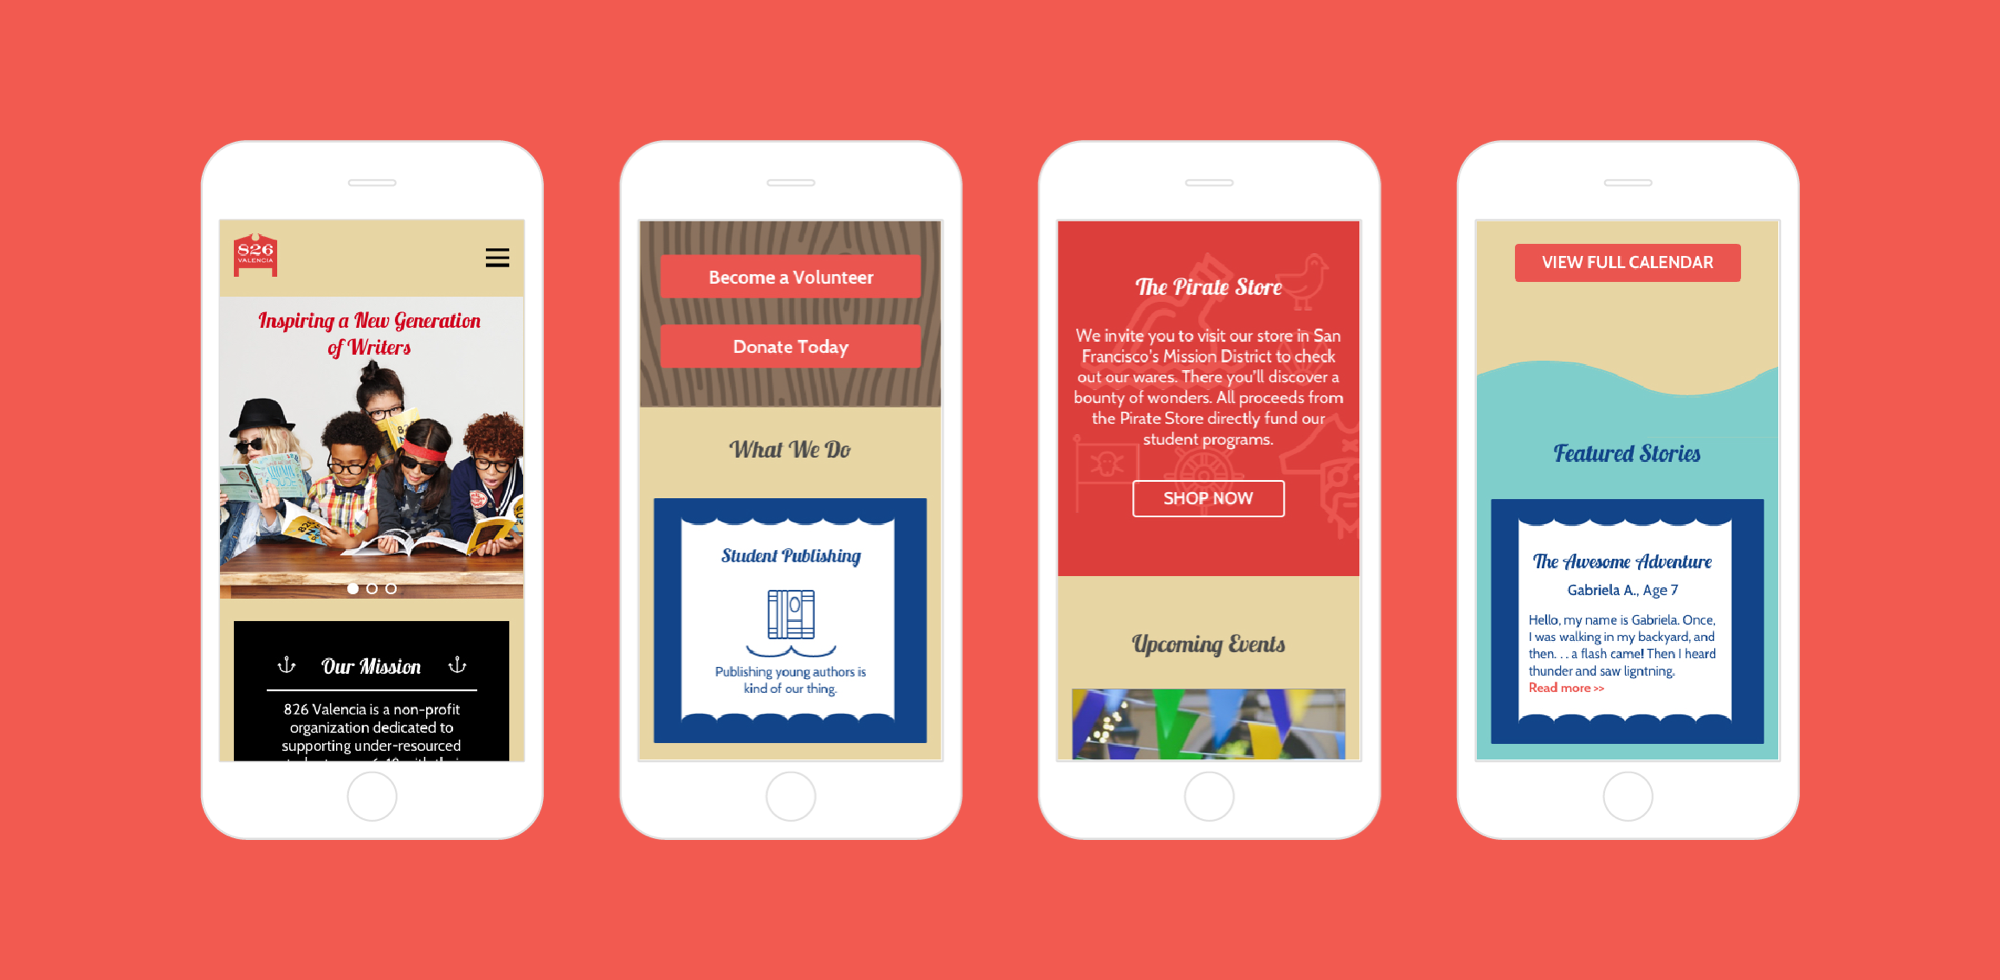 826
VALENCIA
Inspiring a New Generation
of Writers
Our Mission
826 Valencia is a non-profit
organization dedicated to
supporting under-resourced
Become a Volunteer
Donate Today
What We Do
Student Publishing
Publishing young authors is
kind of our thing.
The Pirate Store
We invite you to visit our store in San
Francisco's Mission District to check
out our wares. There you'll discover a
bounty of wonders. All proceeds from
the Pirate Store directly fund our
student programs.
SHOP NOW
Upcoming Events
VIEW FULL CALENDAR
Featured Stories
The Awesome Adventure
Gabriela A., Age 7
Hello, my name is Gabriela. Once,
I was walking in my backyard, and
then. . . a flash came! Then I heard
thunder and saw ligntning.
Read more >>